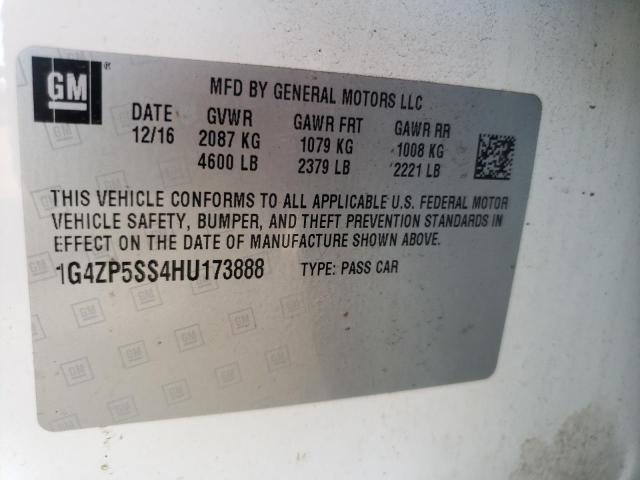 GM ®
MFD BY GENERAL MOTORS LLC
DATE GVWR GAWR FRT GAWR RR
12/16 2087 KG 1079 KG 1008 KG
4600 LB 2379 LB 2221 LB
THIS VEHICLE CONFORMS TO ALL APPLICABLE U.S. FEDERAL MOTOR
VEHICLE SAFETY, BUMPER, AND THEFT PREVENTION STANDARDS IN
EFFECT ON THE DATE OF MANUFACTURE SHOWN ABOVE.
1G4ZP5SS4HU173888 TYPE: PASS CAR